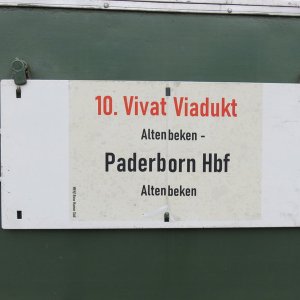 10. Vivat Viadukt
Altenbeken -
Paderborn Hbf
Altenbeken